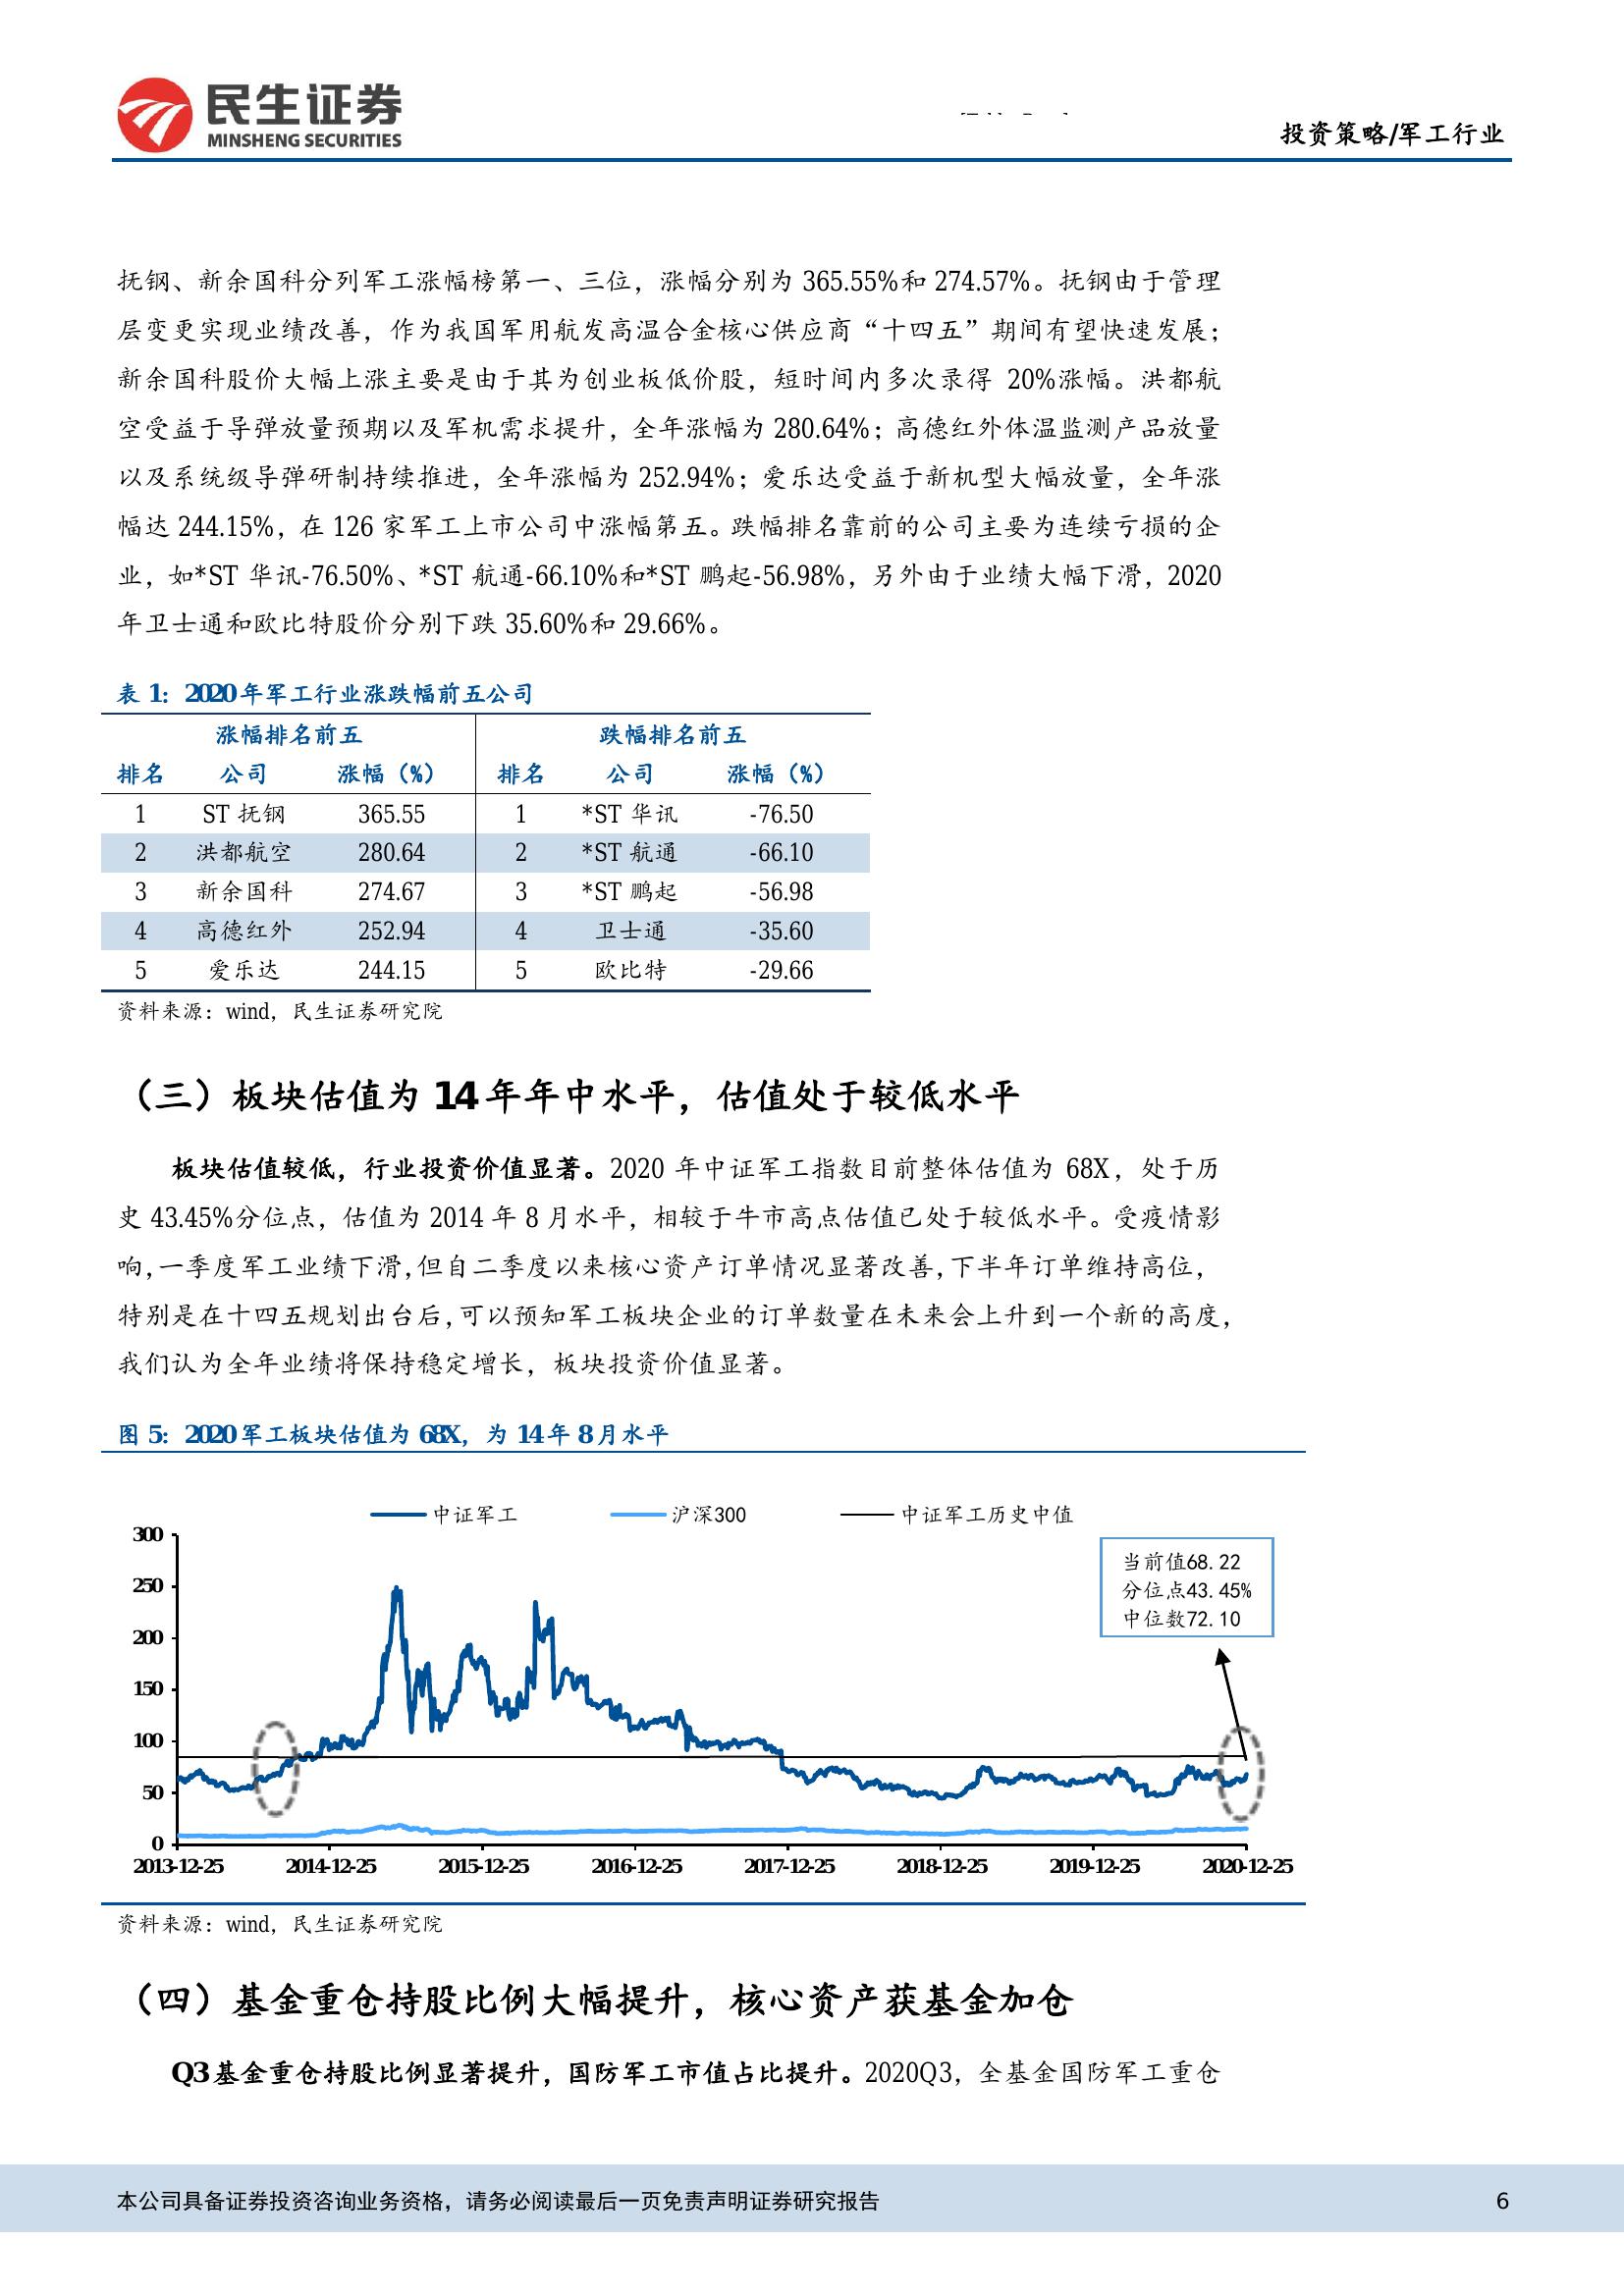 民生证券
MINSHENG SECURITIES
投资策略/军工行业
抚钢、新余国科分列军工涨幅榜第一、三位，涨幅分别为 365.55%和 274.57%。抚钢由于管理
层变更实现业绩改善，作为我国军用航发高温合金核心供应商“十四五”期间有望快速发展；
新余国科股价大幅上涨主要是由于其为创业板低价股，短时间内多次录得 20%涨幅。洪都航
空受益于导弹放量预期以及军机需求提升，全年涨幅为 280.64%；高德红外体温监测产品放量
以及系统级导弹研制持续推进，全年涨幅为 252.94%；爱乐达受益于新机型大幅放量，全年涨
幅达 244.15%，在 126 家军工上市公司中涨幅第五。跌幅排名靠前的公司主要为连续亏损的企
业，如*ST 华讯-76.50%、*ST 航通-66.10%和*ST 鹏起-56.98%，另外由于业绩大幅下滑，2020
年卫士通和欧比特股价分别下跌 35.60%和 29.66%。
表 1：2020 年军工行业涨跌幅前五公司
涨幅排名前五 跌幅排名前五
排名 公司 涨幅（%） 排名 公司 涨幅（%）
1 ST 抚钢 365.55 1 *ST 华讯 -76.50
2 洪都航空 280.64 2 *ST 航通 -66.10
3 新余国科 274.67 3 *ST 鹏起 -56.98
4 高德红外 252.94 4 卫士通 -35.60
5 爱乐达 244.15 5 欧比特 -29.66
资料来源：wind，民生证券研究院
（三）板块估值为 14 年年中水平，估值处于较低水平
板块估值较低，行业投资价值显著。2020 年中证军工指数目前整体估值为 68X，处于历
史 43.45%分位点，估值为 2014 年 8 月水平，相较于牛市高点估值已处于较低水平。受疫情影
响，一季度军工业绩下滑，但自二季度以来核心资产订单情况显著改善，下半年订单维持高位，
特别是在十四五规划出台后，可以预知军工板块企业的订单数量在未来会上升到一个新的高度，
我们认为全年业绩将保持稳定增长，板块投资价值显著。
图 5：2020 军工板块估值为 68X，为 14 年 8 月水平
中证军工 沪深300 中证军工历史中值
当前值68.22
分位点43.45%
中位数72.10
300
250
200
150
100
50
0
2013-12-25 2014-12-25 2015-12-25 2016-12-25 2017-12-25 2018-12-25 2019-12-25 2020-12-25
资料来源：wind，民生证券研究院
（四）基金重仓持股比例大幅提升，核心资产获基金加仓
Q3 基金重仓持股比例显著提升，国防军工市值占比提升。2020Q3，全基金国防军工重仓
本公司具备证券投资咨询业务资格，请务必阅读最后一页免责声明证券研究报告 6